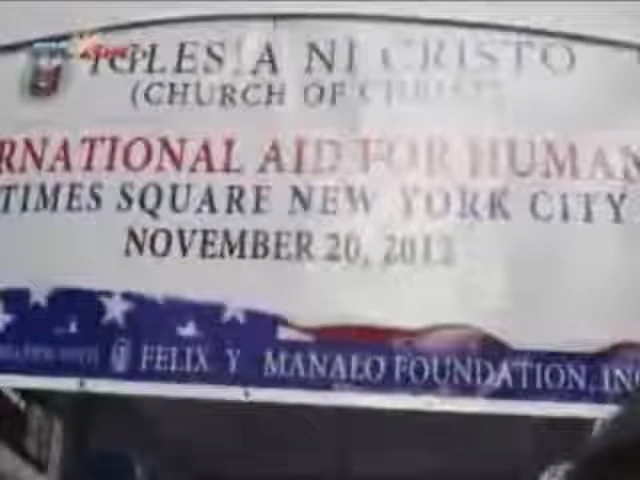 IGLESIA NI CRISTO
(CHURCH OF CHRIST)
RNATIONAL AID FOR HUMAN
TIMES SQUARE NEW YORK CITY
NOVEMBER 20, 2012
FELIX Y MANALO FOUNDATION, INC